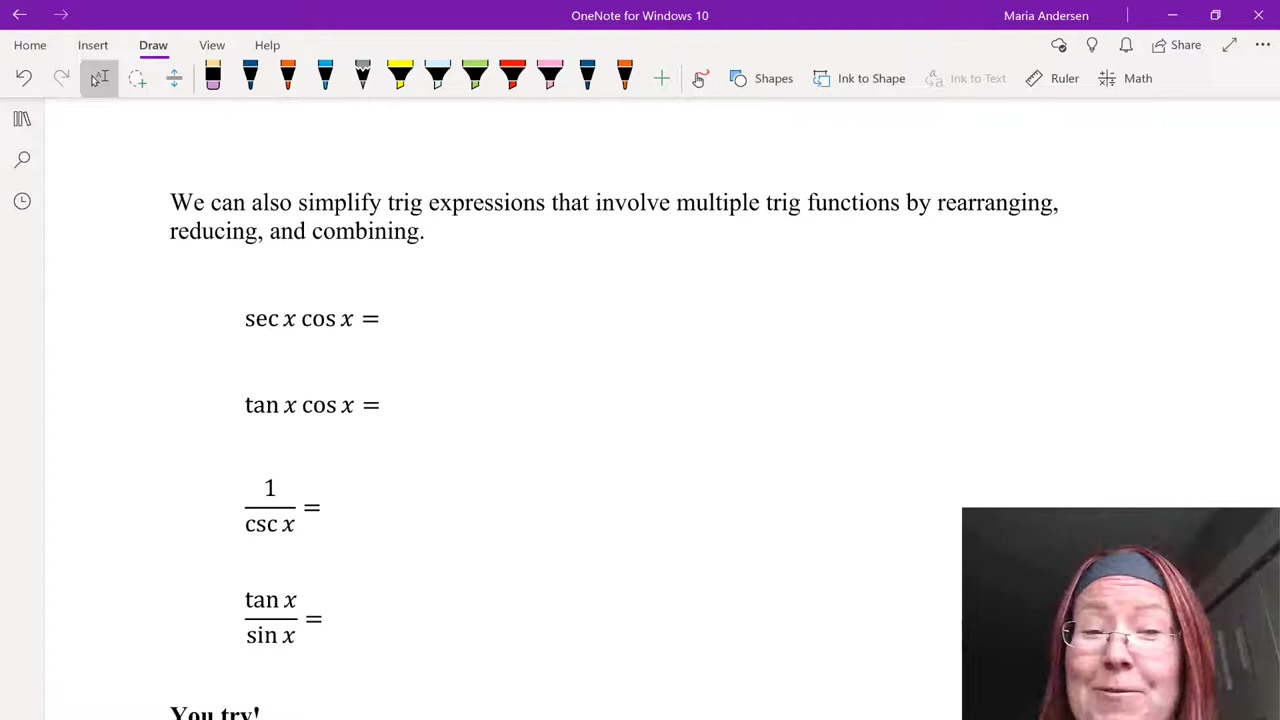 OneNote for Windows 10
Maria Andersen
Home Insert Draw View Help
Share
Shapes Ink to Shape Ink to Text Ruler Math
We can also simplify trig expressions that involve multiple trig functions by rearranging,
reducing, and combining.
sec x cos x =
tan x cos x =
1
csc x =
tan x
sin x =
You try!